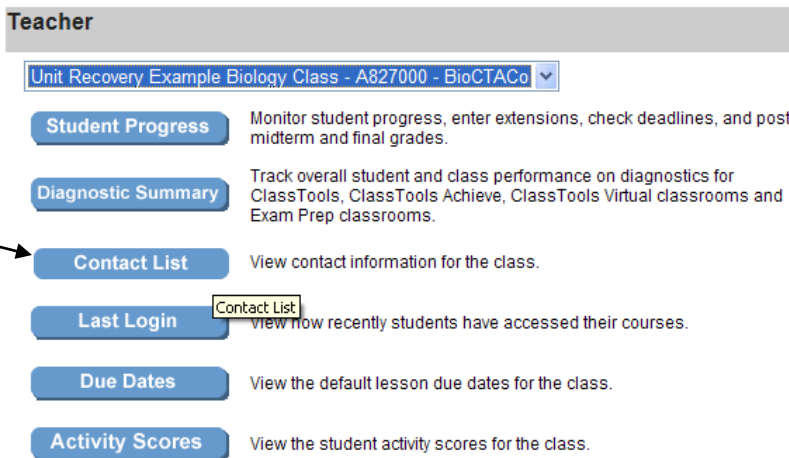 Teacher
Unit Recovery Example Biology Class - A827000 - BioCTACo
Student Progress
Monitor student progress, enter extensions, check deadlines, and post
midterm and final grades.
Diagnostic Summary
Track overall student and class performance on diagnostics for
ClassTools, ClassTools Achieve, ClassTools Virtual classrooms and
Exam Prep classrooms.
Contact List
View contact information for the class.
Contact List
Last Login
View how recently students have accessed their courses.
Due Dates
View the default lesson due dates for the class.
Activity Scores
View the student activity scores for the class.